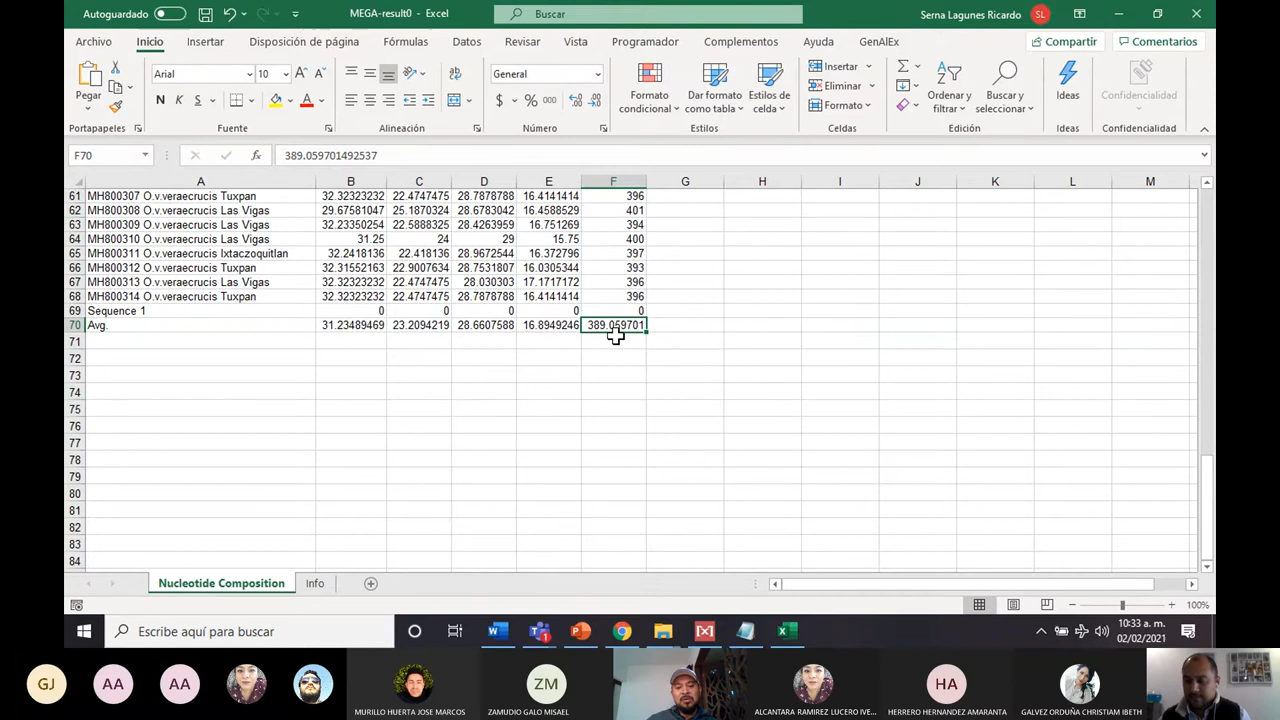 Autoguardado
MEGA-result0 - Excel
Buscar
Serna Lagunes Ricardo SL
Archivo Inicio Insertar Disposición de página Fórmulas Datos Revisar Vista Programador Complementos Ayuda GenAlEx Compartir Comentarios
Pegar
Portapapeles
Arial 10
N K S
Fuente
Alineación
General
$ % 000
Número
Formato condicional
Dar formato como tabla
Estilos de celda
Estilos
Insertar
Eliminar
Formato
Celdas
Ordenar y filtrar
Buscar y seleccionar
Edición
Ideas
Ideas
Confidencialidad
Confidencialidad
F70 fx 389.059701492537
A B C D E F G H I J K L M
61 MH800307 O.v.veraecrucis Tuxpan 32.32323232 22.4747475 28.7878788 16.4141414 396
62 MH800308 O.v.veraecrucis Las Vigas 29.67581047 25.1870324 28.6783042 16.4588529 401
63 MH800309 O.v.veraecrucis Las Vigas 32.23350254 22.5888325 28.4263959 16.751269 394
64 MH800310 O.v.veraecrucis Las Vigas 31.25 24 29 15.75 400
65 MH800311 O.v.veraecrucis Ixtaczoquitlan 32.2418136 22.418136 28.9672544 16.372796 397
66 MH800312 O.v.veraecrucis Tuxpan 32.31552163 22.9007634 28.7531807 16.0305344 393
67 MH800313 O.v.veraecrucis Las Vigas 32.32323232 22.4747475 28.030303 17.1717172 396
68 MH800314 O.v.veraecrucis Tuxpan 32.32323232 22.4747475 28.7878788 16.4141414 396
69 Sequence 1 0 0 0 0 0
70 Avg. 31.23489469 23.2094219 28.6607588 16.8949246 389.059701
71
72
73
74
75
76
77
78
79
80
81
82
83
84
Nucleotide Composition Info
100%
Escribe aquí para buscar
10:33 a. m.
02/02/2021
GJ AA AA ZM HA
MURILLO HUERTA JOSE MARCOS
ZAMUDIO GALO MISAEL
ALCANTARA RAMIREZ LUCERO IVE...
HERRERO HERNANDEZ AMARANTA
GALVEZ ORDUÑA CHRISTIAM IBETH